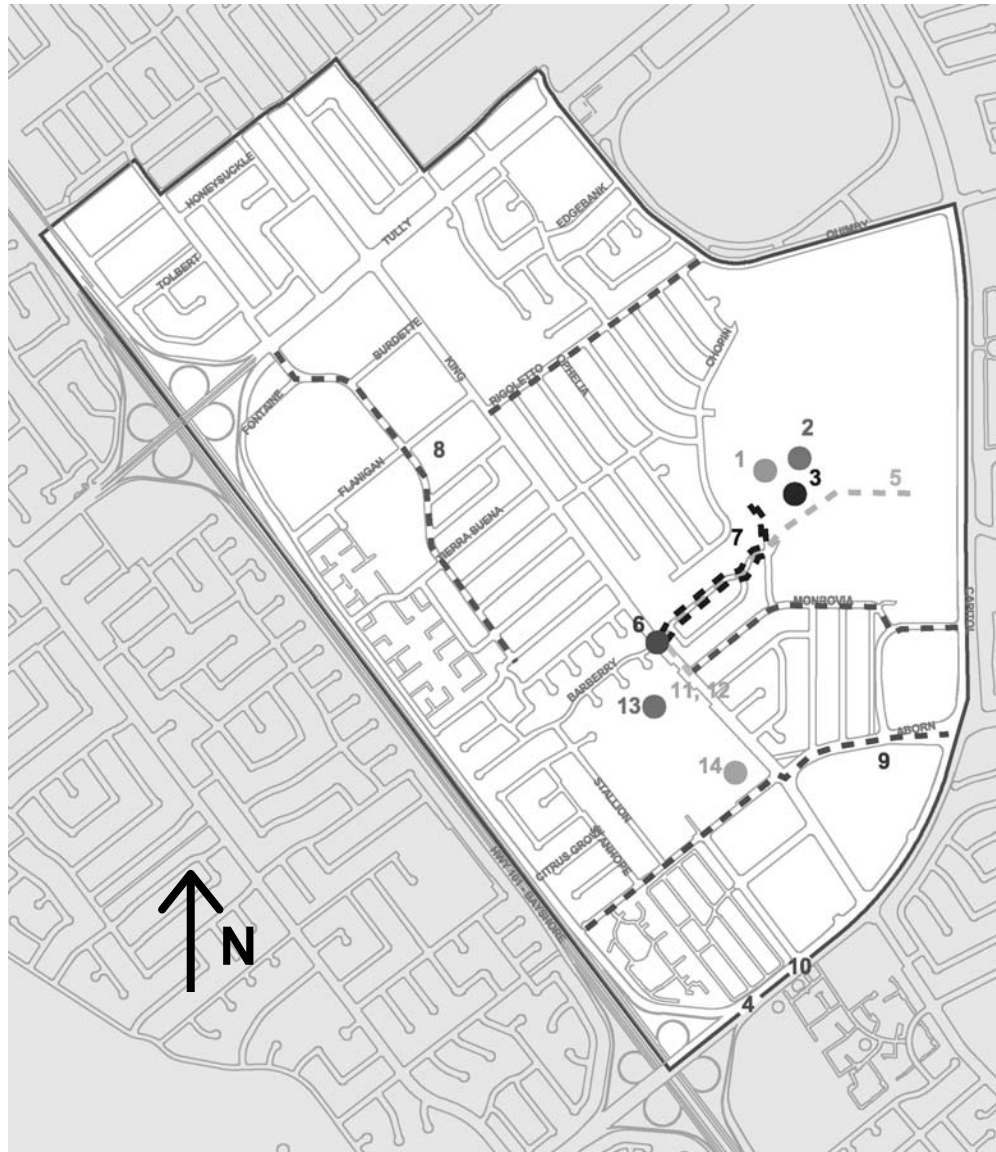 HONEYSUCKLE
EDGEBANK
TULLY
QUIMBY
TOLBERT
BURDETTE
CHOPIN
KING
RIGOLETTO
OPHELIA
FONTAINE
8
2
1
3
5
FLANIGAN
TIERRA BUENA
7
MONROVIA
CAPITOL
6
BARBERRY
11, 12
13
ABORN
9
14
STALLION
CITRUS GROVE
HWY 101 - BAYSHORE
N
10
4